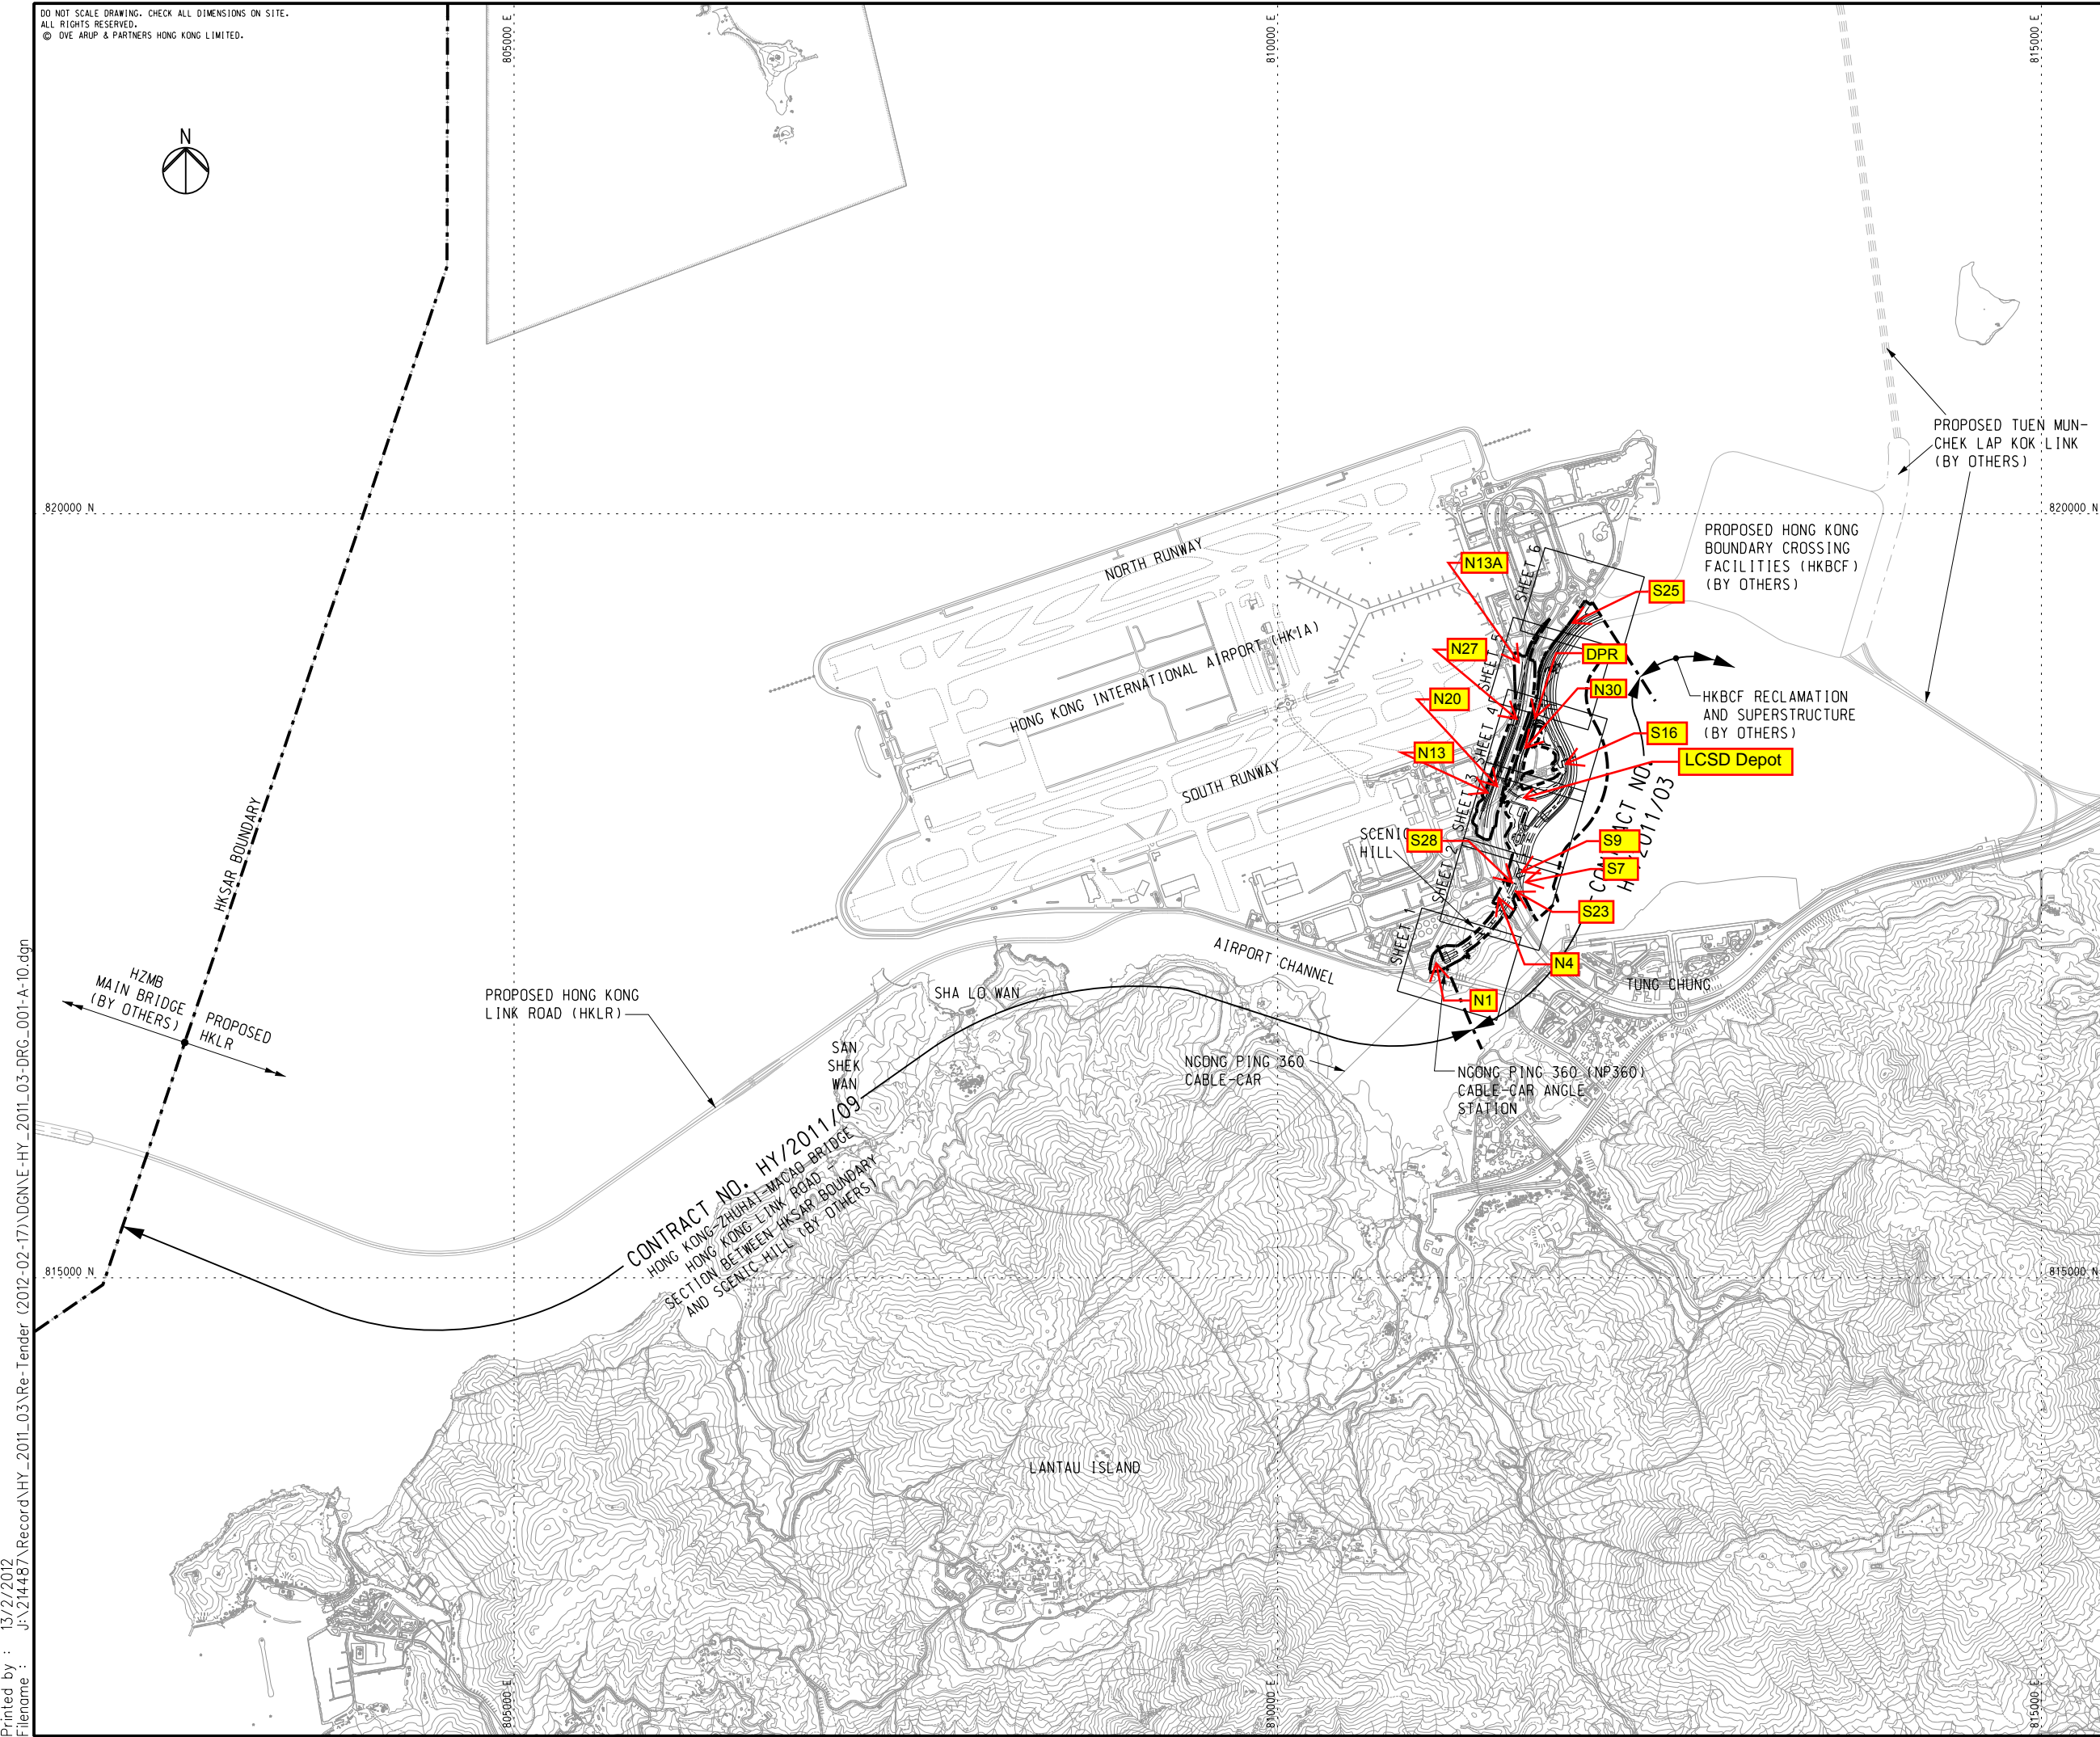 DO NOT SCALE DRAWING. CHECK ALL DIMENSIONS ON SITE.
ALL RIGHTS RESERVED.
© OVE ARUP & PARTNERS HONG KONG LIMITED.
805000 E
810000 E
815000 E
N
820000 N
820000 N
PROPOSED TUEN MUN-
CHEK LAP KOK LINK
(BY OTHERS)
PROPOSED HONG KONG
BOUNDARY CROSSING
FACILITIES (HKBCF)
(BY OTHERS)
NORTH RUNWAY
HONG KONG INTERNATIONAL AIRPORT (HKIA)
SOUTH RUNWAY
N13A
SHEET 6
S25
N27
SHEET 5
DPR
N30
N20
SHEET 4
HKBCF RECLAMATION
AND SUPERSTRUCTURE
(BY OTHERS)
S16
N13
SHEET 3
LCSD Depot
SCENIC
HILL
S28
SHEET 2
S9
S7
S23
CONTRACT NO.
HY/2011/03
SHEET 1
N4
N1
AIRPORT CHANNEL
TUNG CHUNG
HKSAR BOUNDARY
HZMB
MAIN BRIDGE
(BY OTHERS)
PROPOSED
HKLR
PROPOSED HONG KONG
LINK ROAD (HKLR)
SHA LO WAN
SAN
SHEK
WAN
NGONG PING 360
CABLE-CAR
NGONG PING 360 (NP360)
CABLE-CAR ANGLE
STATION
CONTRACT NO. HY/2011/09
HONG KONG-ZHUHAI-MACAO BRIDGE
HONG KONG LINK ROAD -
SECTION BETWEEN HKSAR BOUNDARY
AND SCENIC HILL (BY OTHERS)
815000 N
815000 N
LANTAU ISLAND
805000 E
810000 E
815000 E
Printed by : 13/2/2012
Filename : J:\214487\Record\HY_2011_03\Re-Tender (2012-02-17)\DGN\E-HY_2011_03-DRG_001-A-10.dgn